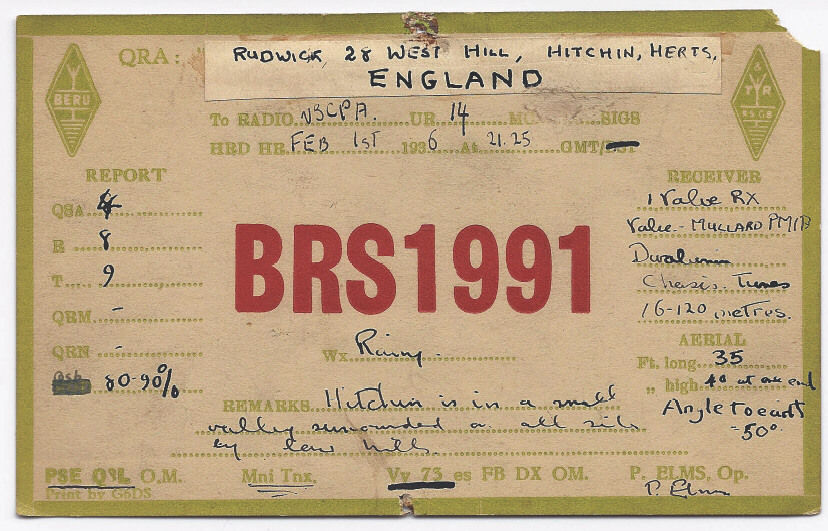 QRA: RUDWICK, 28 WEST HILL, HITCHIN, HERTS,
ENGLAND
BERU
T & R
RSGB
To RADIO UR 14 MC SIGS
HRD HR FEB 1ST 1936 At 21.25 GMT/BST
REPORT
QSA 4
R 8
T 9
QRM -
QRN -
80-90%
BRS1991
RECEIVER
1 Valve RX
Valve - MULLARD PM1A
Duralumin
Chassis. Tunes
16-120 metres.
AERIAL
Ft. long 35
„ high 40 at one end
Angle to earth
=50°
Wx Rainy.
REMARKS Hitchin is in a small
valley surrounded on all sides
by low hills.
PSE QSL O.M. Mni Tnx. Vy 73 es FB DX OM. P. ELMS, Op.
Print by G6DS
P. Elms